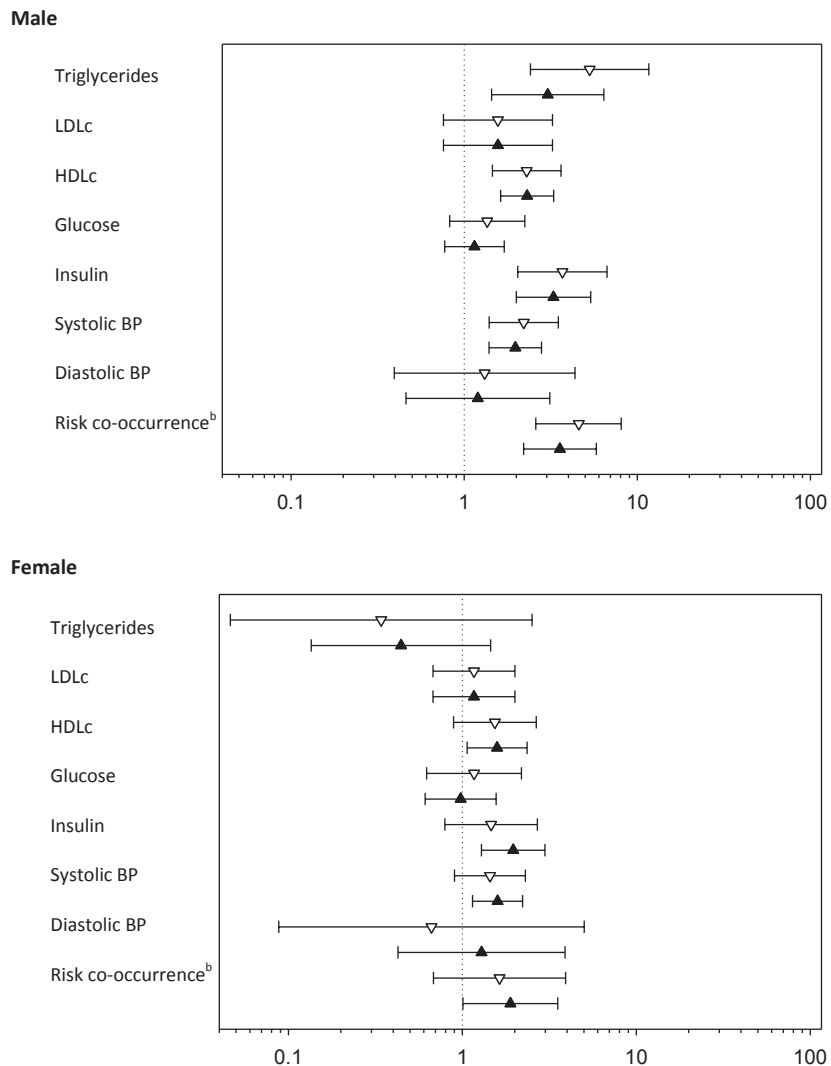 Male
Triglycerides
LDLc
HDLc
Glucose
Insulin
Systolic BP
Diastolic BP
Risk co-occurrenceᵇ
0.1 1 10 100
Female
Triglycerides
LDLc
HDLc
Glucose
Insulin
Systolic BP
Diastolic BP
Risk co-occurrenceᵇ
0.1 1 10 100